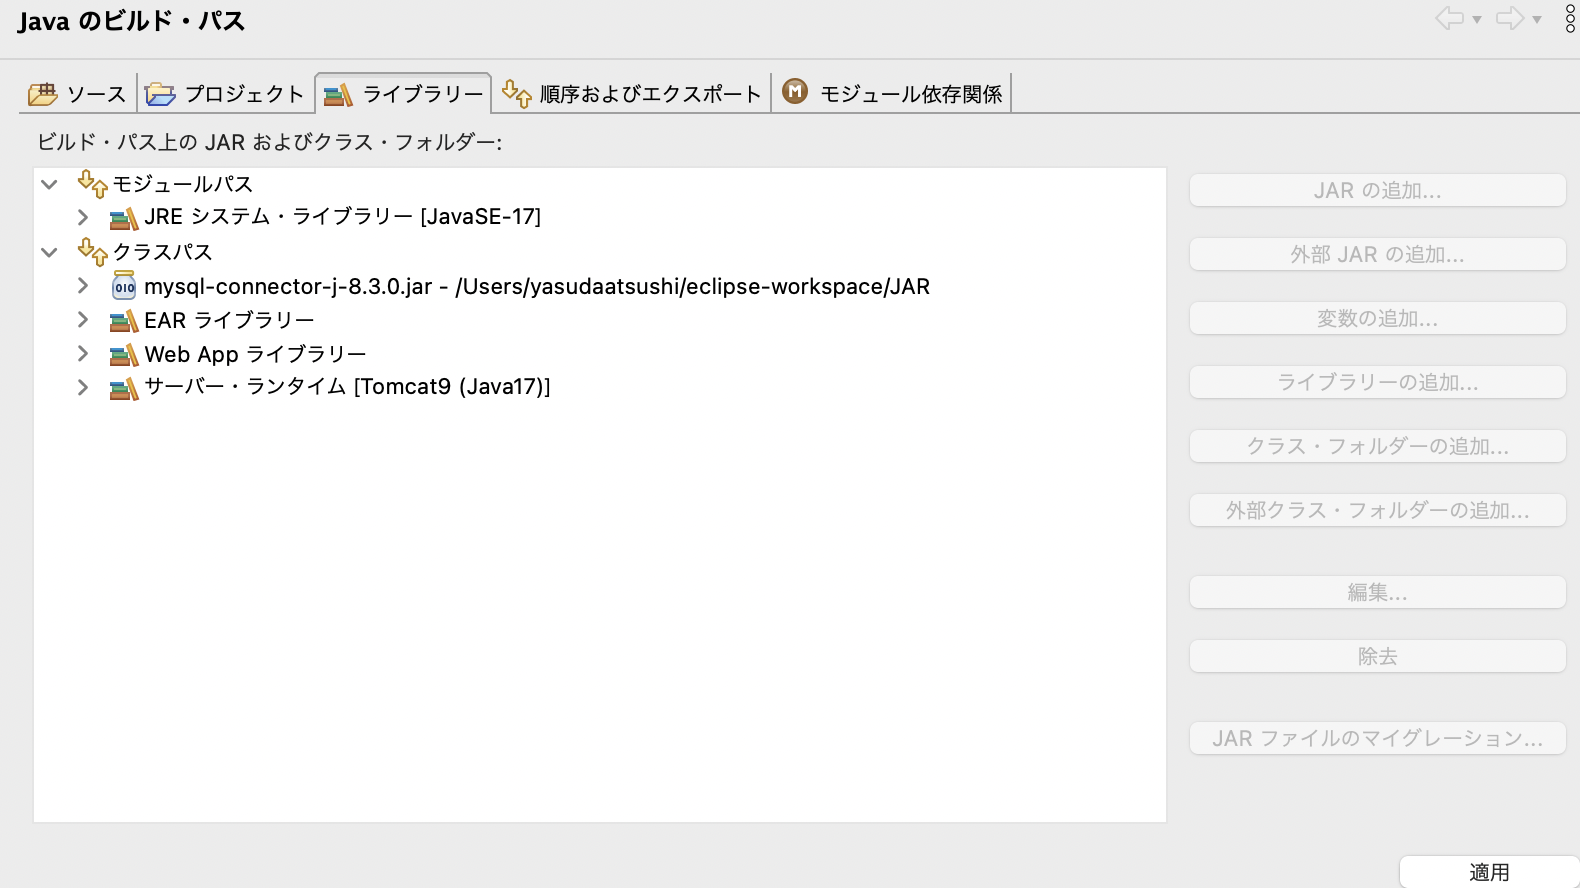 Java のビルド・パス
ソース
プロジェクト
ライブラリー
順序およびエクスポート
モジュール依存関係
ビルド・パス上の JAR およびクラス・フォルダー:
モジュールパス
JRE システム・ライブラリー [JavaSE-17]
クラスパス
mysql-connector-j-8.3.0.jar - /Users/yasudaatsushi/eclipse-workspace/JAR
EAR ライブラリー
Web App ライブラリー
サーバー・ランタイム [Tomcat9 (Java17)]
JAR の追加...
外部 JAR の追加...
変数の追加...
ライブラリーの追加...
クラス・フォルダーの追加...
外部クラス・フォルダーの追加...
編集...
除去
JAR ファイルのマイグレーション...
適用